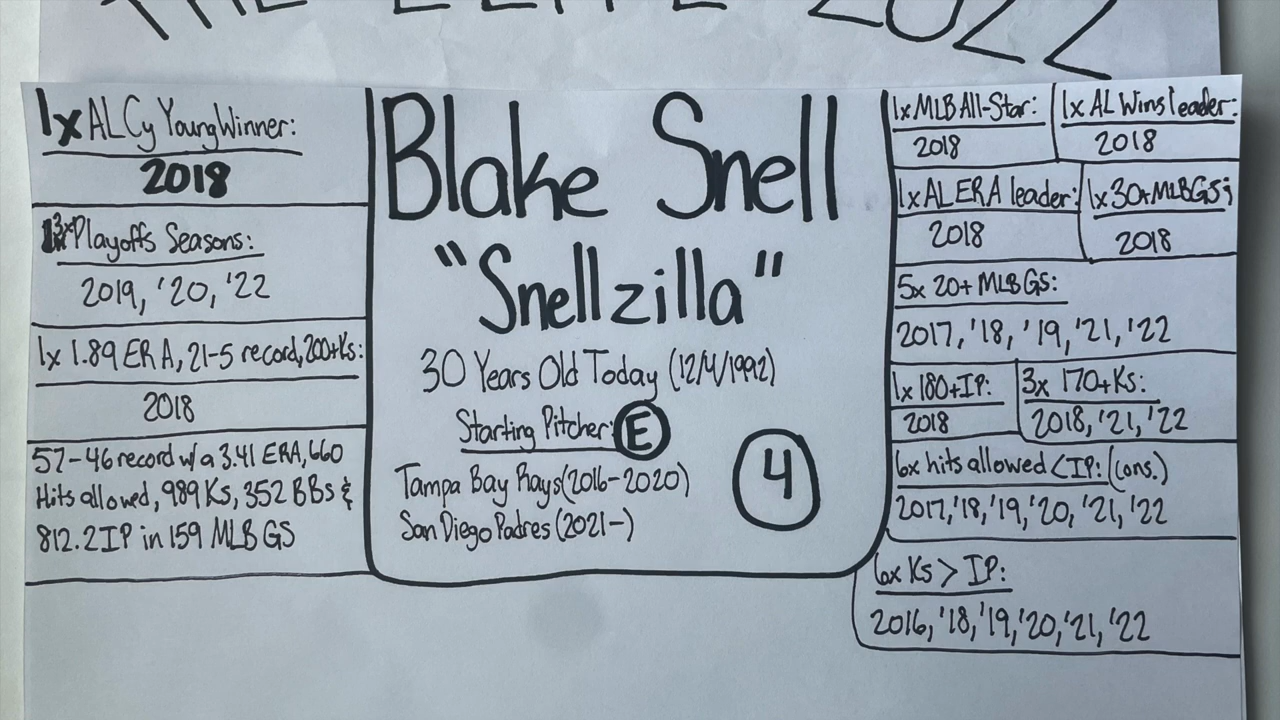 THE ELITE 2022
1x AL Cy Young Winner:
2018
3x Playoffs Seasons:
2019, '20, '22
1x 1.89 ERA, 21-5 record, 200+Ks:
2018
57-46 record w/a 3.41 ERA, 660
Hits allowed, 989 Ks, 352 BBs &
812.2 IP in 159 MLB GS
Blake Snell
"Snellzilla"
30 Years Old Today (12/4/1992)
Starting Pitcher: E
Tampa Bay Rays (2016-2020)
San Diego Padres (2021-)
4
1x MLB All-Star:
2018
1x AL Wins leader:
2018
1x AL ERA leader:
2018
1x 30+ MLB GS:
2018
5x 20+ MLB GS:
2017, '18, '19, '21, '22
1x 180+ IP:
2018
3x 170+ Ks:
2018, '21, '22
6x hits allowed < IP: (cons.)
2017, '18, '19, '20, '21, '22
6x Ks > IP:
2016, '18, '19, '20, '21, '22